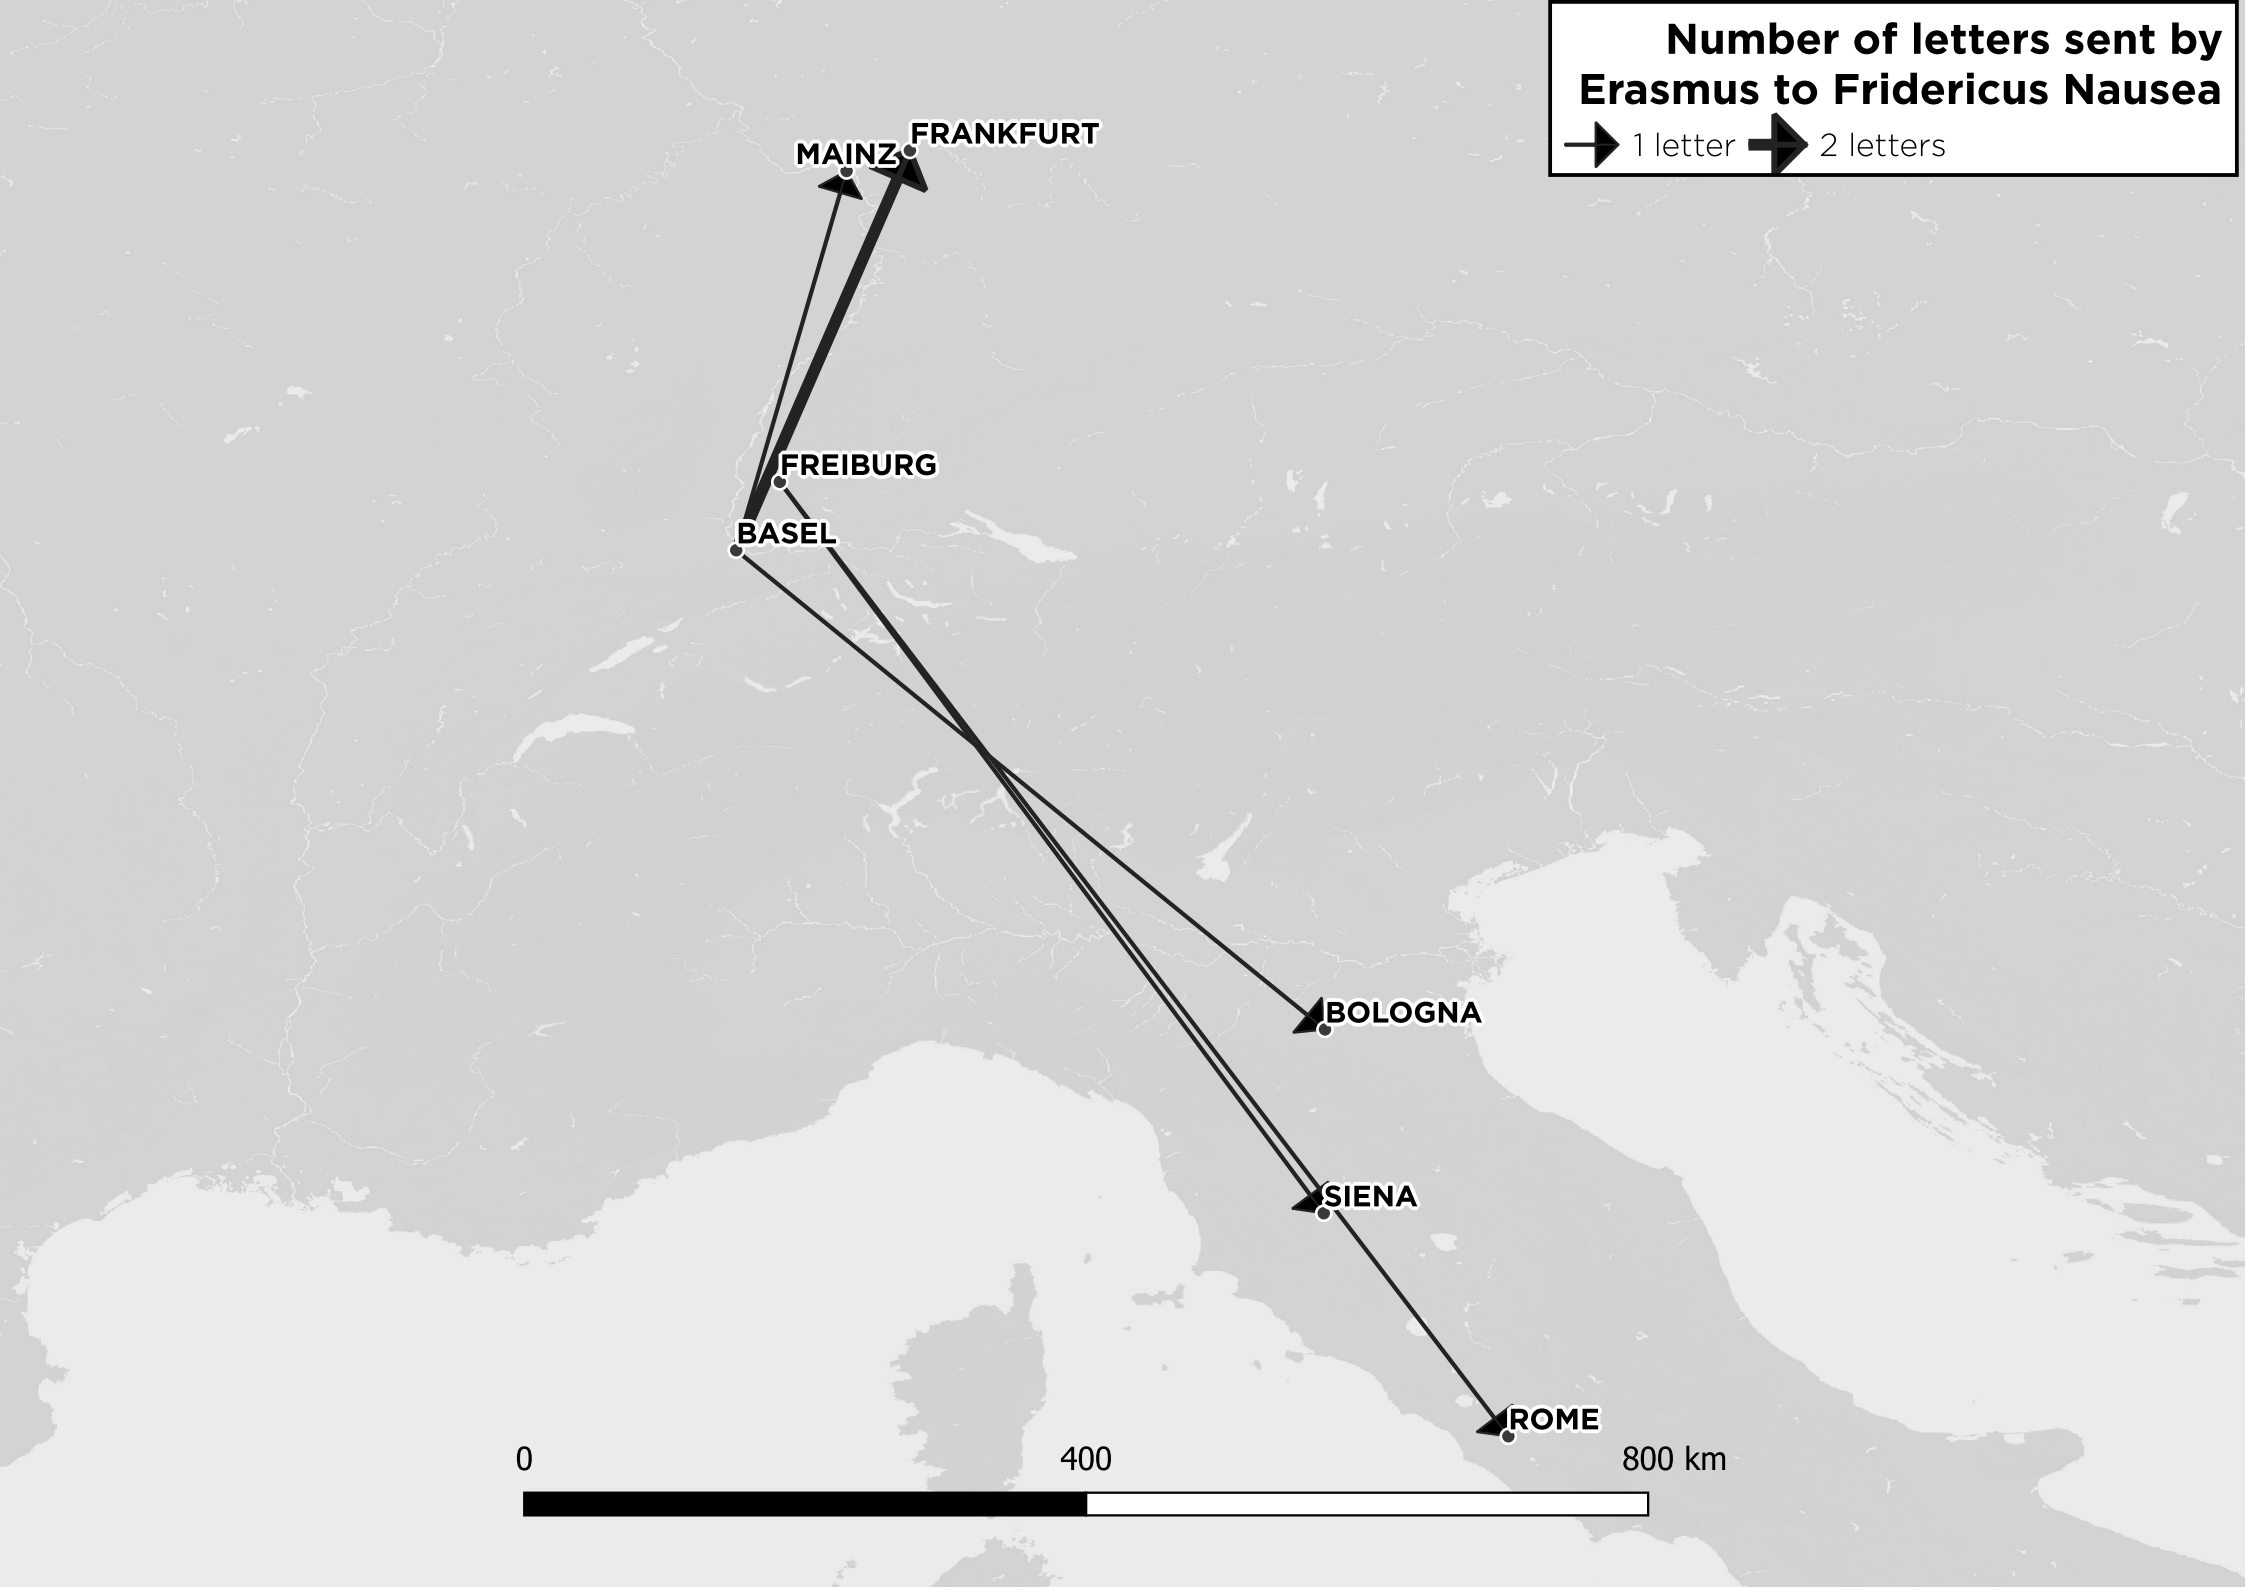 Number of letters sent by
Erasmus to Fridericus Nausea
1 letter 2 letters
FRANKFURT
MAINZ
FREIBURG
BASEL
BOLOGNA
SIENA
ROME
0 400 800 km